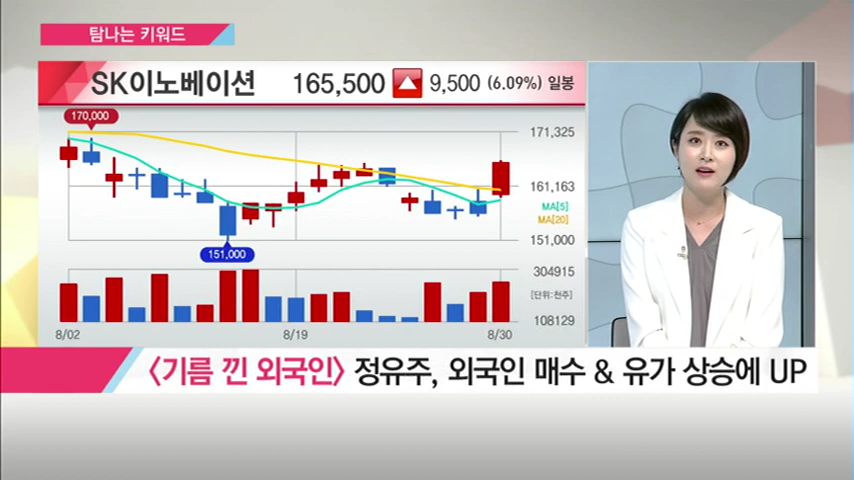 탐나는 키워드
SK이노베이션 165,500 9,500 (6.09%) 일봉
170,000
171,325
161,163
MA[5]
MA[20]
151,000
151,000
304915
[단위:천주]
108129
8/02 8/19 8/30
<기름 낀 외국인> 정유주, 외국인 매수 & 유가 상승에 UP